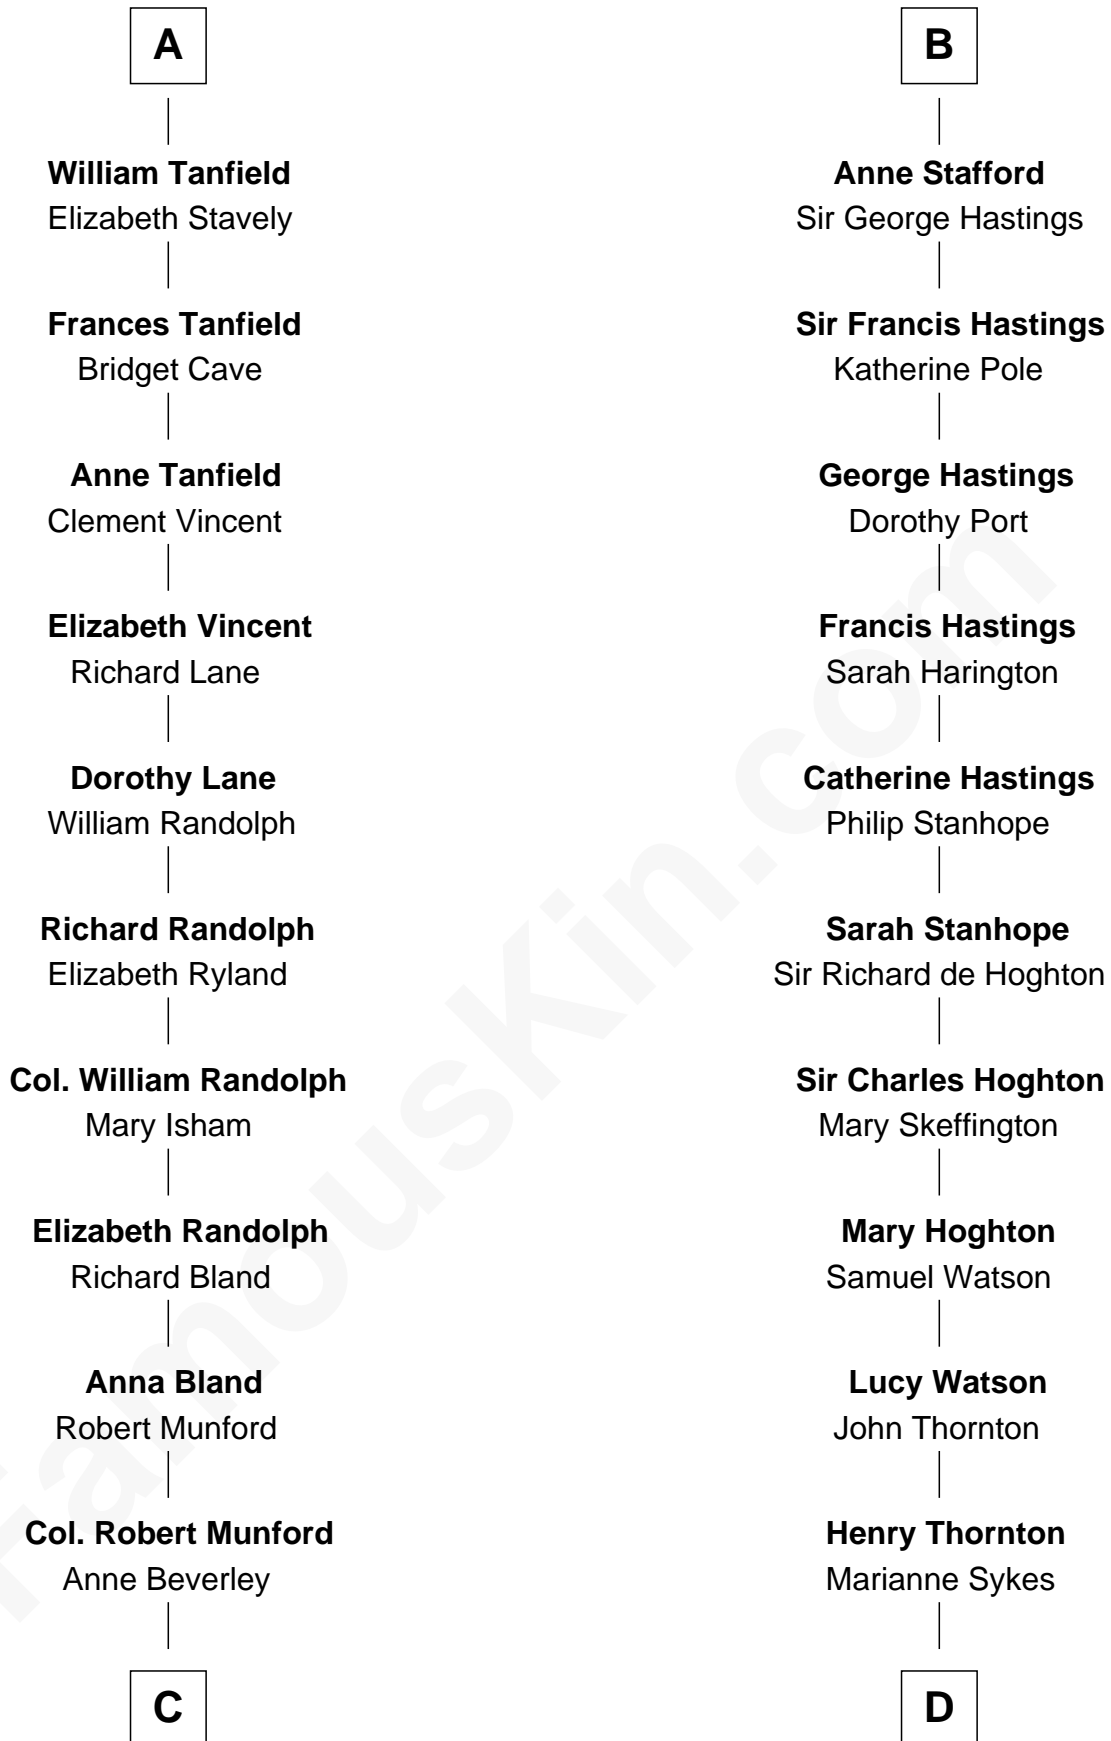 A
William Tanfield
Elizabeth Stavely
Frances Tanfield
Bridget Cave
Anne Tanfield
Clement Vincent
Elizabeth Vincent
Richard Lane
Dorothy Lane
William Randolph
Richard Randolph
Elizabeth Ryland
Col. William Randolph
Mary Isham
Elizabeth Randolph
Richard Bland
Anna Bland
Robert Munford
Col. Robert Munford
Anne Beverley
C
B
Anne Stafford
Sir George Hastings
Sir Francis Hastings
Katherine Pole
George Hastings
Dorothy Port
Francis Hastings
Sarah Harington
Catherine Hastings
Philip Stanhope
Sarah Stanhope
Sir Richard de Hoghton
Sir Charles Hoghton
Mary Skeffington
Mary Hoghton
Samuel Watson
Lucy Watson
John Thornton
Henry Thornton
Marianne Sykes
D
FamousKin.com